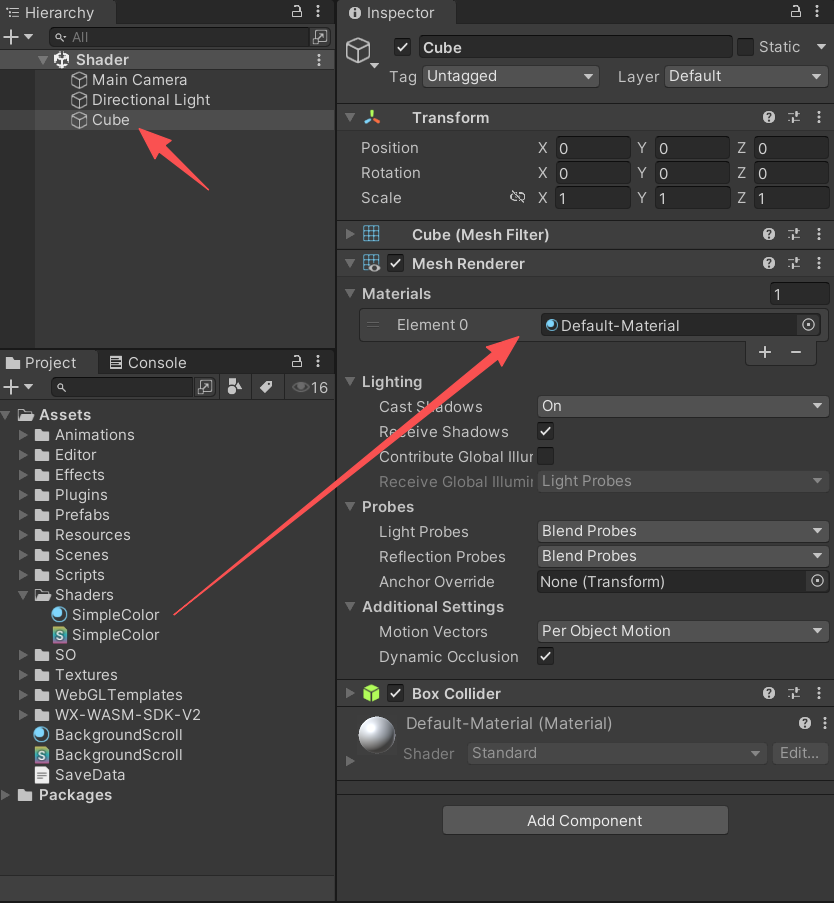 Hierarchy
All
Shader
Main Camera
Directional Light
Cube
Project Console
16
Assets
Animations
Editor
Effects
Plugins
Prefabs
Resources
Scenes
Scripts
Shaders
SimpleColor
SimpleColor
SO
Textures
WebGLTemplates
WX-WASM-SDK-V2
BackgroundScroll
BackgroundScroll
SaveData
Packages
Inspector
Cube Static
Tag Untagged Layer Default
Transform
Position X 0 Y 0 Z 0
Rotation X 0 Y 0 Z 0
Scale X 1 Y 1 Z 1
Cube (Mesh Filter)
Mesh Renderer
Materials 1
Element 0 Default-Material
Lighting
Cast Shadows On
Receive Shadows
Contribute Global Illur
Receive Global Illumir Light Probes
Probes
Light Probes Blend Probes
Reflection Probes Blend Probes
Anchor Override None (Transform)
Additional Settings
Motion Vectors Per Object Motion
Dynamic Occlusion
Box Collider
Default-Material (Material)
Shader Standard Edit...
Add Component